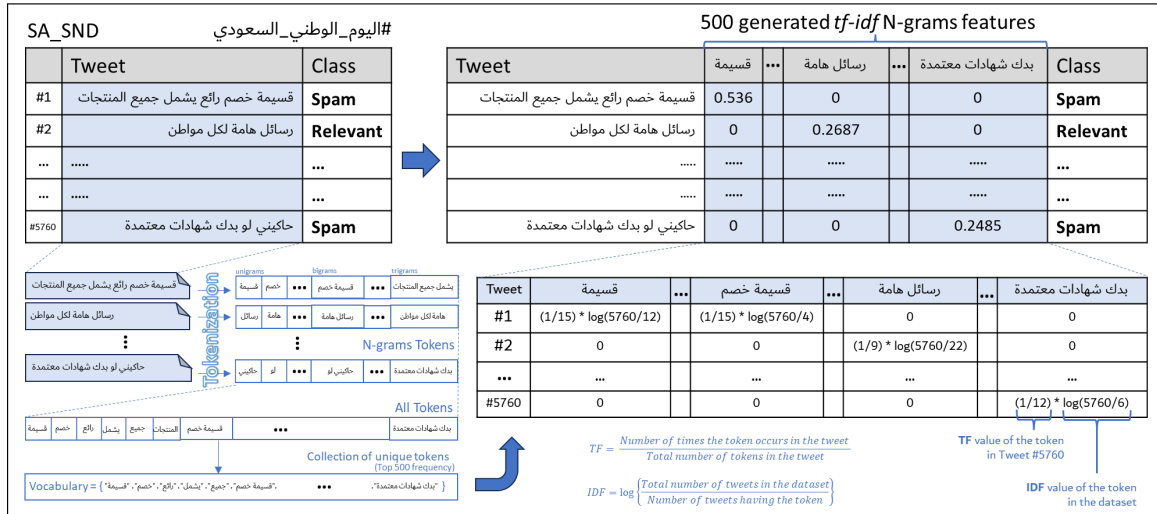 SA_SND #اليوم_الوطني_السعودي
Tweet Class
#1 قسيمة خصم رائع يشمل جميع المنتجات Spam
#2 رسائل هامة لكل مواطن Relevant
... ..... ...
... ..... ...
#5760 حاكيني لو بدك شهادات معتمدة Spam
500 generated tf-idf N-grams features
Tweet قسيمة ... رسائل هامة ... بدك شهادات معتمدة Class
قسيمة خصم رائع يشمل جميع المنتجات 0.536 0 0 Spam
رسائل هامة لكل مواطن 0 0.2687 0 Relevant
..... ..... ..... ..... ...
..... ..... ..... ..... ...
حاكيني لو بدك شهادات معتمدة 0 0 0.2485 Spam
قسيمة خصم رائع يشمل جميع المنتجات
رسائل هامة لكل مواطن
حاكيني لو بدك شهادات معتمدة
Tokenization
unigrams bigrams trigrams
قسيمة خصم ... قسيمة خصم ... يشمل جميع المنتجات
رسائل هامة ... رسائل هامة ... هامة لكل مواطن
N-grams Tokens
حاكيني لو ... حاكيني لو ... بدك شهادات معتمدة
All Tokens
قسيمة خصم رائع يشمل جميع المنتجات قسيمة خصم ... بدك شهادات معتمدة
Collection of unique tokens
(Top 500 frequency)
Vocabulary = { "قسيمة", "خصم", "رائع", "يشمل", "جميع", "قسيمة خصم", ... "بدك شهادات معتمدة", }
Tweet قسيمة ... قسيمة خصم ... رسائل هامة ... بدك شهادات معتمدة
#1 (1/15) * log(5760/12) (1/15) * log(5760/4) 0 0
#2 0 0 (1/9) * log(5760/22) 0
... ... ... ... ...
#5760 0 0 0 (1/12) * log(5760/6)
TF = Number of times the token occurs in the tweet / Total number of tokens in the tweet
IDF = log { Total number of tweets in the dataset / Number of tweets having the token }
TF value of the token
in Tweet #5760
IDF value of the token
in the dataset